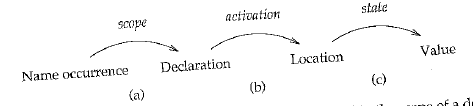 scope
activation
state
Name occurrence
Declaration
Location
Value
(a)
(b)
(c)